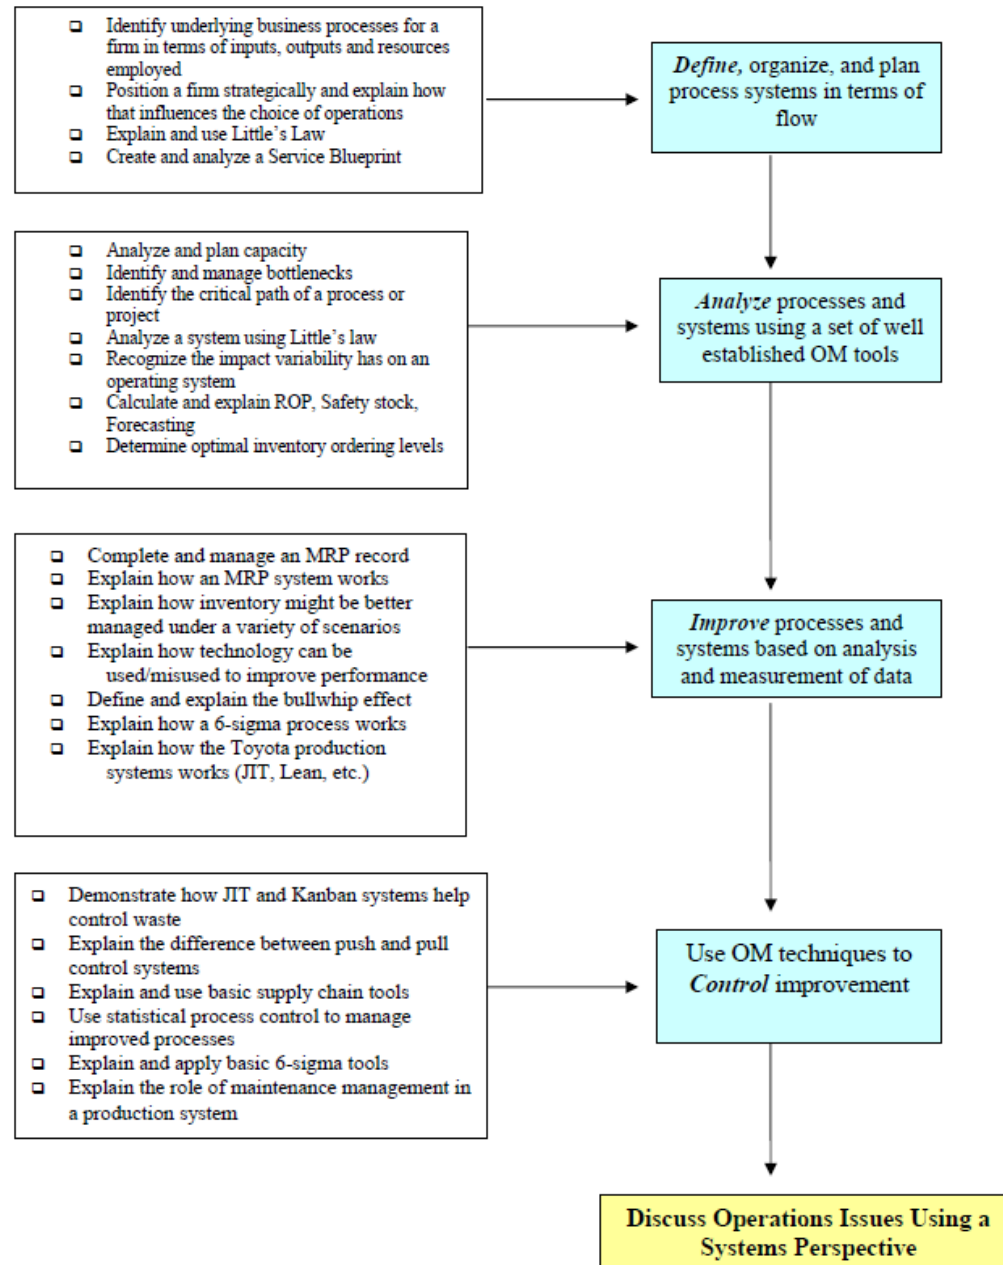 ❑ Identify underlying business processes for a
firm in terms of inputs, outputs and resources
employed
❑ Position a firm strategically and explain how
that influences the choice of operations
❑ Explain and use Little's Law
❑ Create and analyze a Service Blueprint
Define, organize, and plan
process systems in terms of
flow
❑ Analyze and plan capacity
❑ Identify and manage bottlenecks
❑ Identify the critical path of a process or
project
❑ Analyze a system using Little's law
❑ Recognize the impact variability has on an
operating system
❑ Calculate and explain ROP, Safety stock,
Forecasting
❑ Determine optimal inventory ordering levels
Analyze processes and
systems using a set of well
established OM tools
❑ Complete and manage an MRP record
❑ Explain how an MRP system works
❑ Explain how inventory might be better
managed under a variety of scenarios
❑ Explain how technology can be
used/misused to improve performance
❑ Define and explain the bullwhip effect
❑ Explain how a 6-sigma process works
❑ Explain how the Toyota production
systems works (JIT, Lean, etc.)
Improve processes and
systems based on analysis
and measurement of data
❑ Demonstrate how JIT and Kanban systems help
control waste
❑ Explain the difference between push and pull
control systems
❑ Explain and use basic supply chain tools
❑ Use statistical process control to manage
improved processes
❑ Explain and apply basic 6-sigma tools
❑ Explain the role of maintenance management in
a production system
Use OM techniques to
Control improvement
Discuss Operations Issues Using a
Systems Perspective